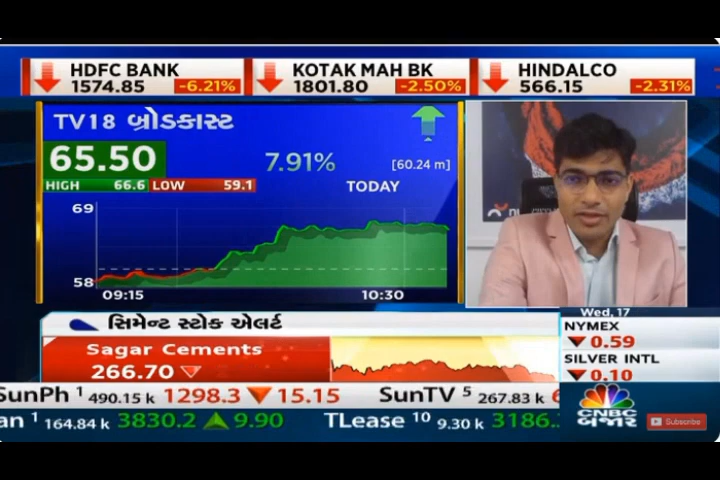 HDFC BANK
1574.85 -6.21%
KOTAK MAH BK
1801.80 -2.50%
HINDALCO
566.15 -2.31%
TV18 બ્રોડકાસ્ટ
65.50 7.91% [60.24 m]
HIGH 66.6 LOW 59.1 TODAY
69
58
09:15 10:30
સિમેન્ટ સ્ટોક એલર્ટ
Sagar Cements
266.70
Wed, 17
NYMEX
0.59
SILVER INTL
0.10
SunPh 1 490.15 k 1298.3 15.15 SunTV 5 267.83 k
an 1 164.84 k 3830.2 9.90 TLease 10 9.30 k 3186.
CNBC
બજાર
Subscribe